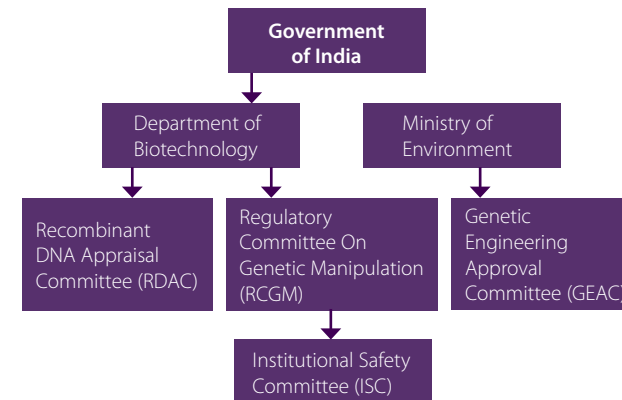 Government
of India
Department of
Biotechnology
Ministry of
Environment
Recombinant
DNA Appraisal
Committee (RDAC)
Regulatory
Committee On
Genetic Manipulation
(RCGM)
Genetic
Engineering
Approval
Committee (GEAC)
Institutional Safety
Committee (ISC)